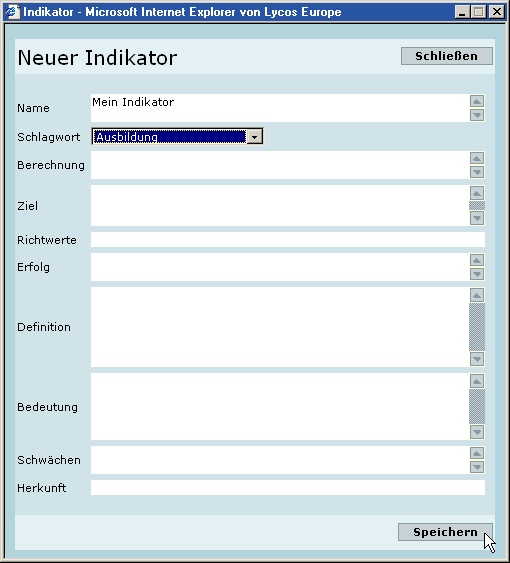 Indikator - Microsoft Internet Explorer von Lycos Europe
Neuer Indikator
Schließen
Name
Mein Indikator
Schlagwort
Ausbildung
Berechnung
Ziel
Richtwerte
Erfolg
Definition
Bedeutung
Schwächen
Herkunft
Speichern